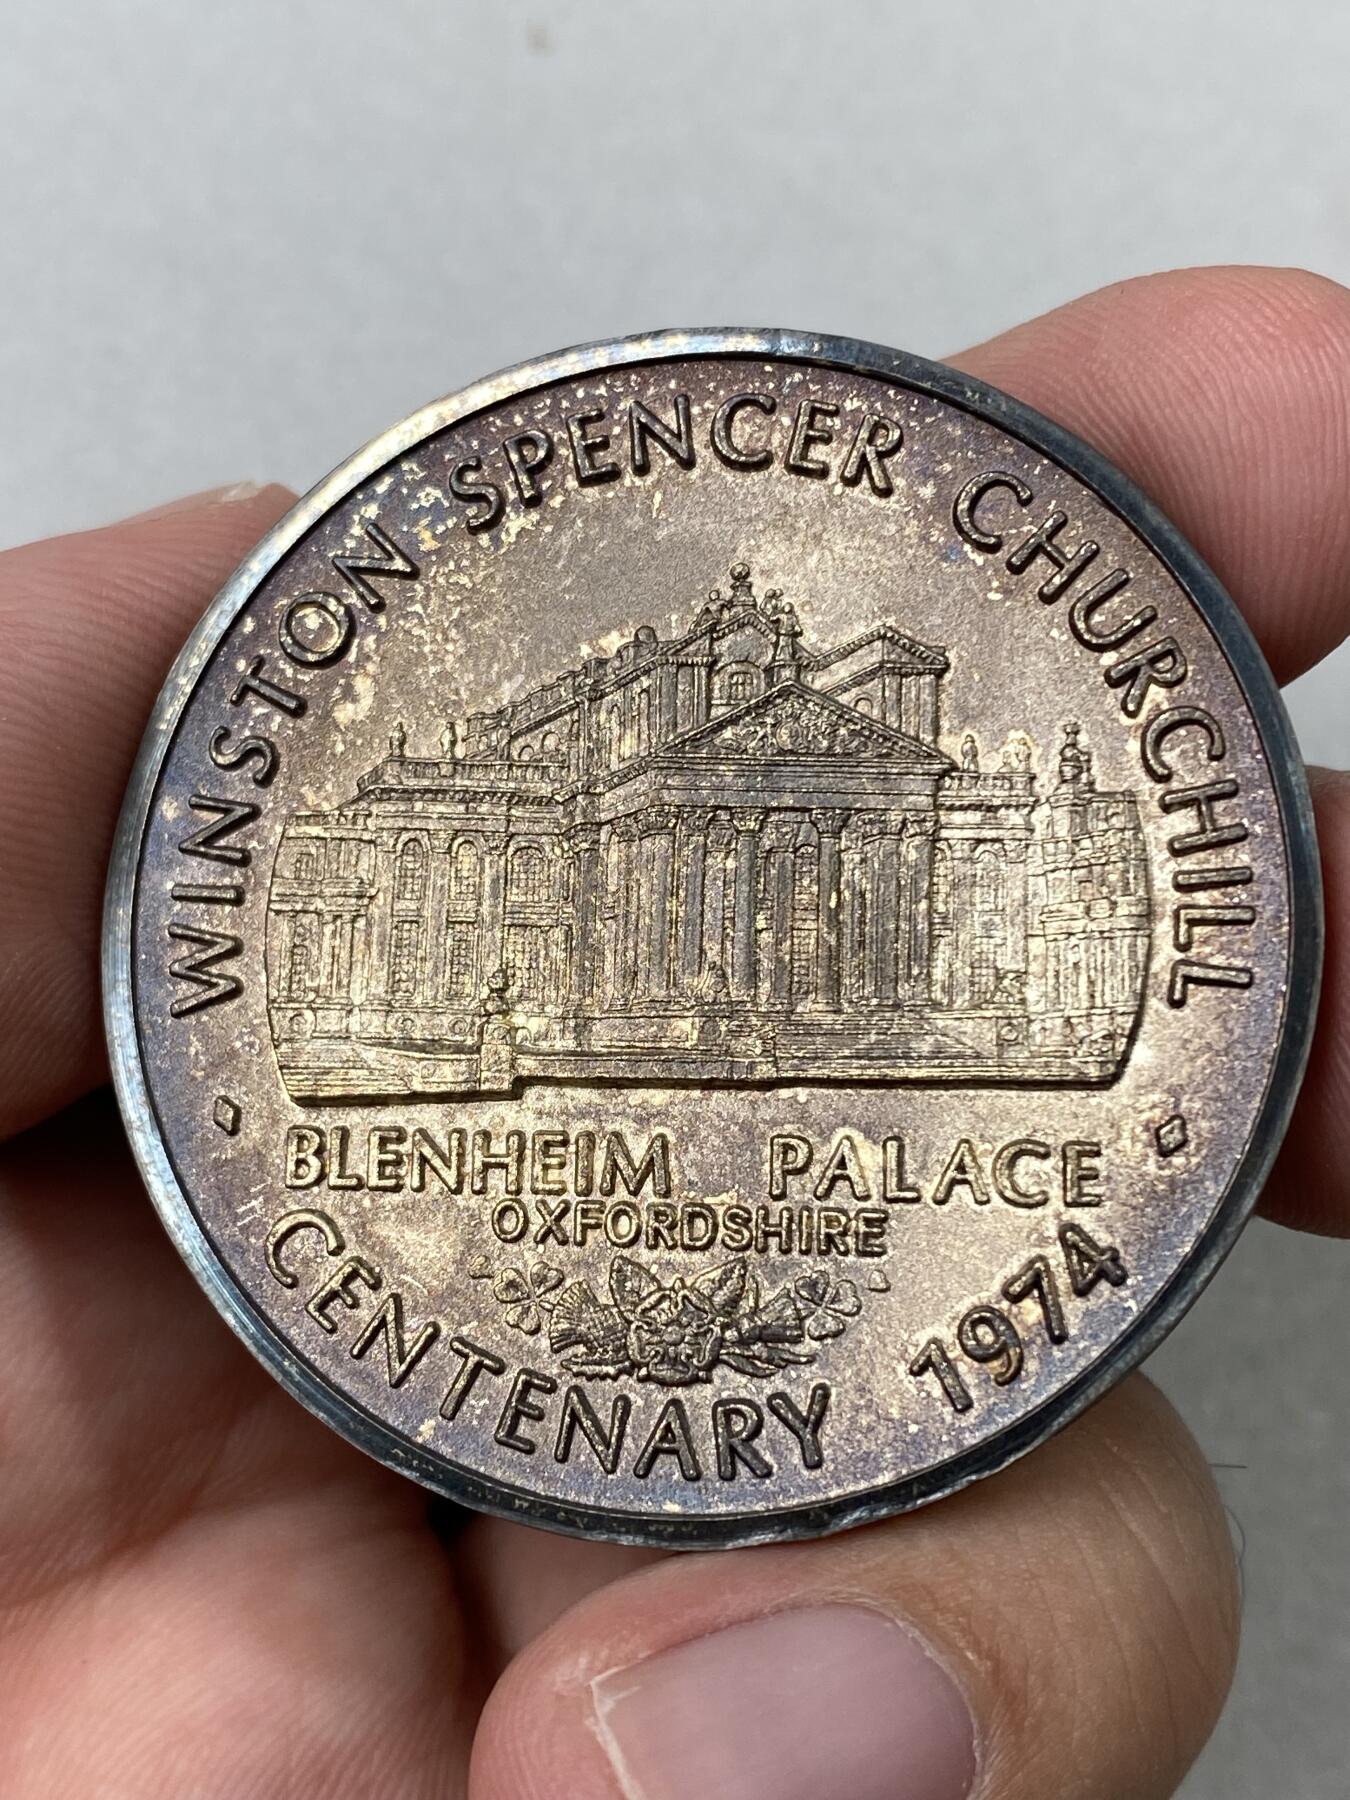 WINSTON SPENCER CHURCHILL
BLENHEIM PALACE
OXFORDSHIRE
CENTENARY 1974